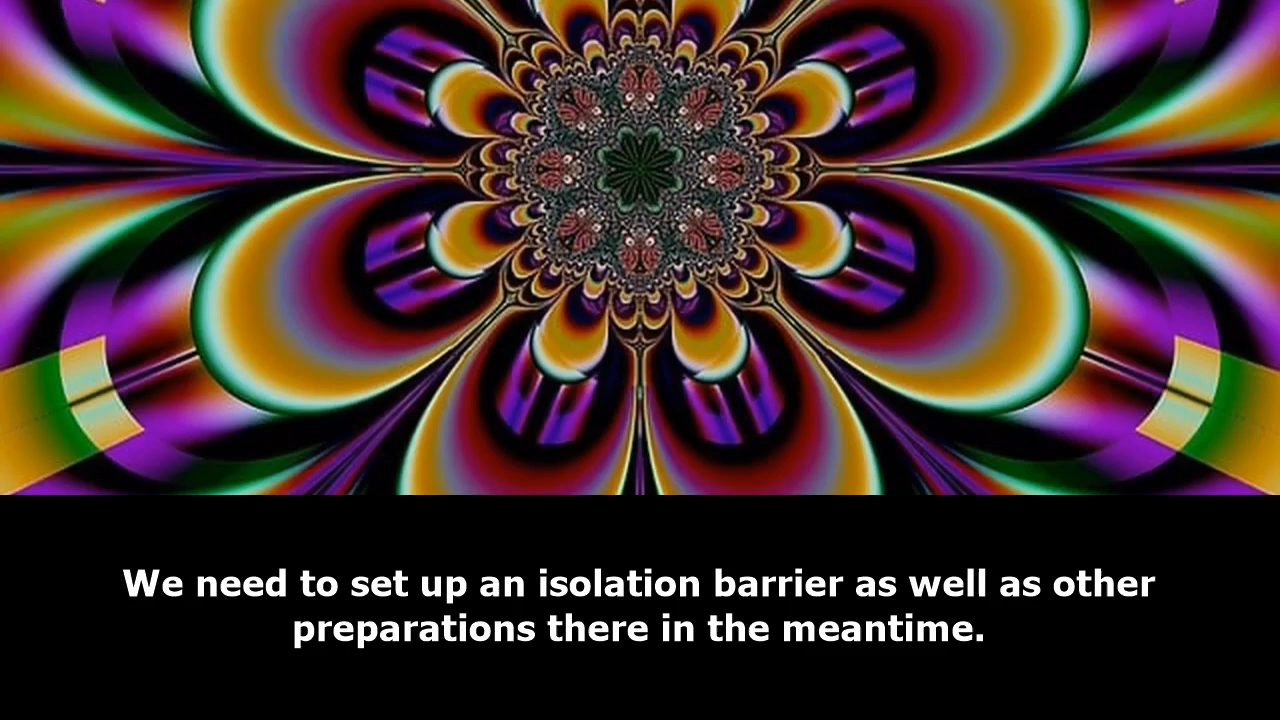 We need to set up an isolation barrier as well as other
preparations there in the meantime.